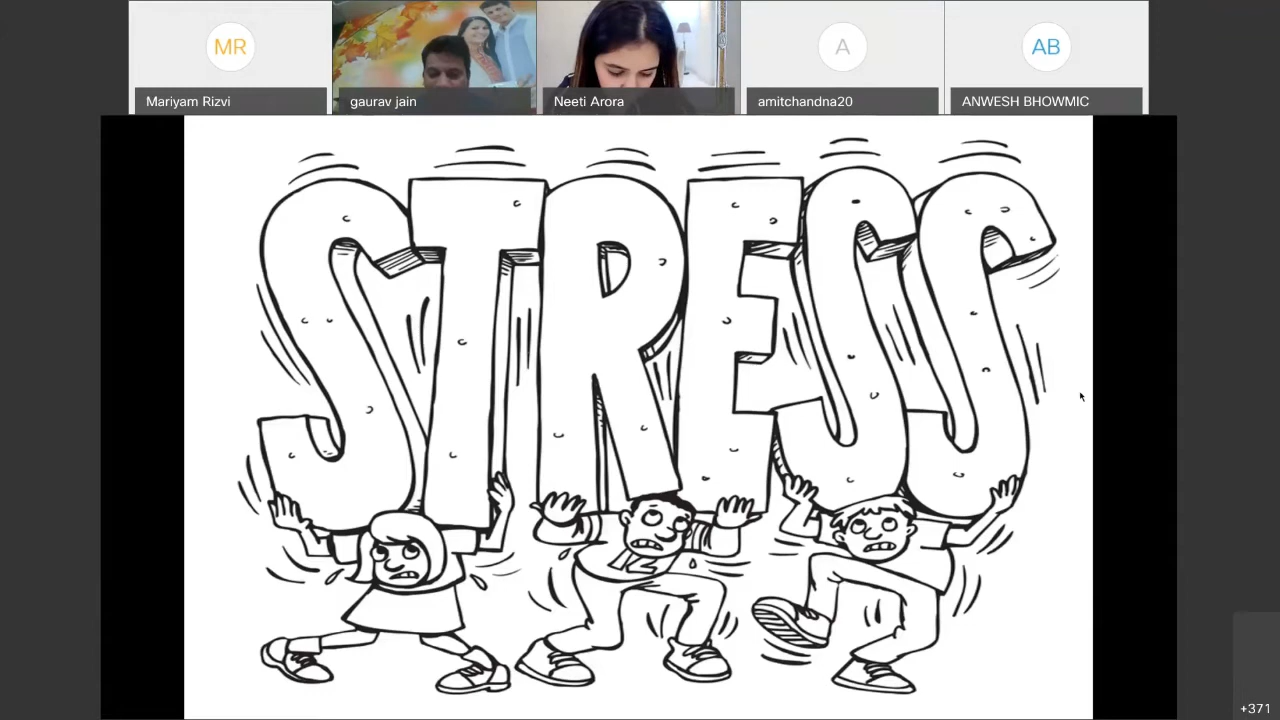 MR
A
AB
Mariyam Rizvi
gaurav jain
Neeti Arora
amitchandna20
ANWESH BHOWMIC
STRESS
+371